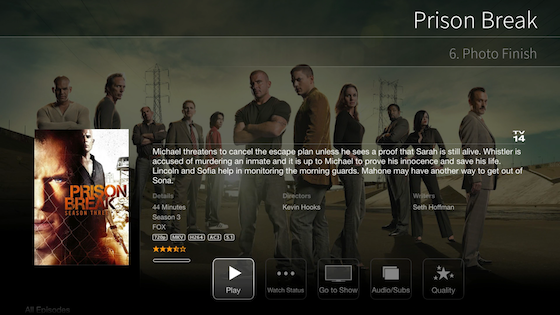 Prison Break
6. Photo Finish
TV
14
Michael threatens to cancel the escape plan unless he sees a proof that Sarah is still alive. Whistler is
accused of murdering an inmate and it is up to Michael to prove his innocence and save his life.
Lincoln and Sofia help in monitoring the morning guards. Mahone may have another way to get out of
Sona.
PRISON
BREAK
SEASON THREE
Details
Directors
Writers
44 Minutes
Kevin Hooks
Seth Hoffman
Season 3
FOX
720p MKV H264 AC3 5.1
Play
Watch Status
Go to Show
Audio/Subs
Quality
All Episodes